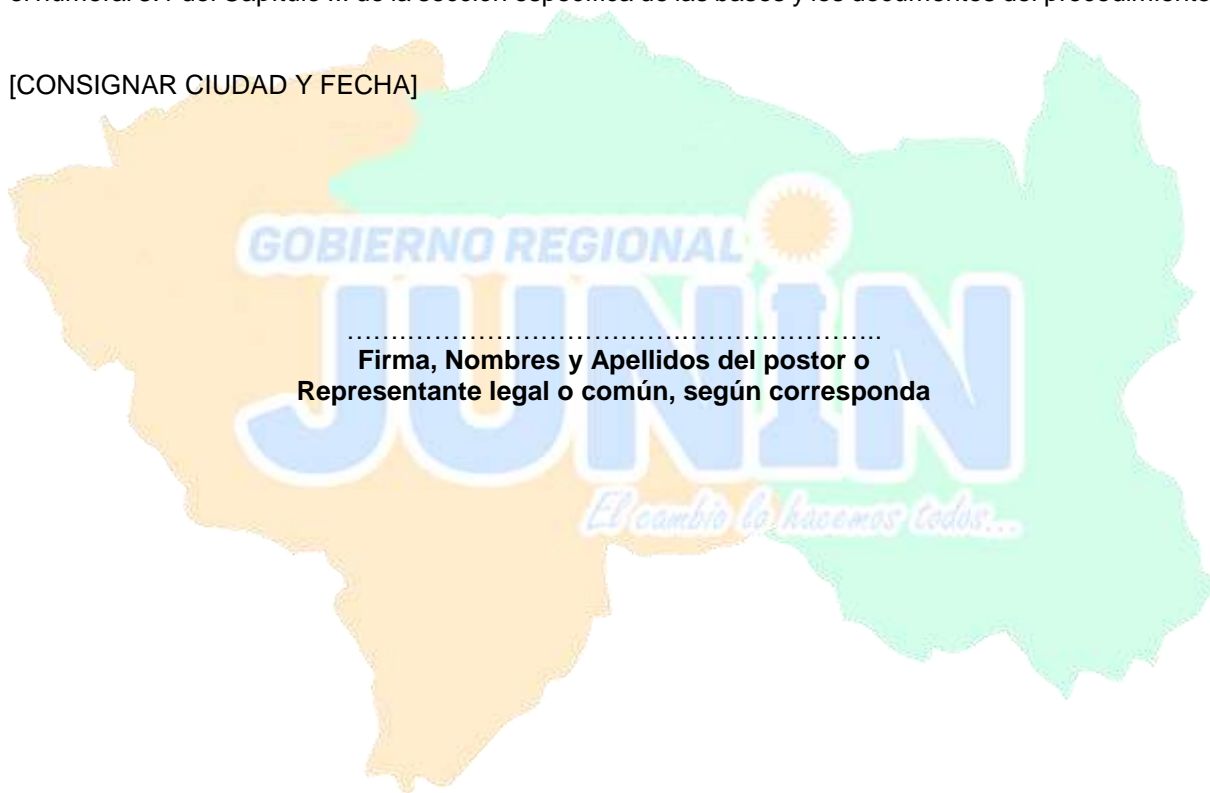 el numeral 3.1 del Capítulo III de la sección específica de las bases y los documentos del procedimiento
[CONSIGNAR CIUDAD Y FECHA]
GOBIERNO REGIONAL
JUNÍN
…………………………………………………..
Firma, Nombres y Apellidos del postor o
Representante legal o común, según corresponda
El cambio lo hacemos todos...